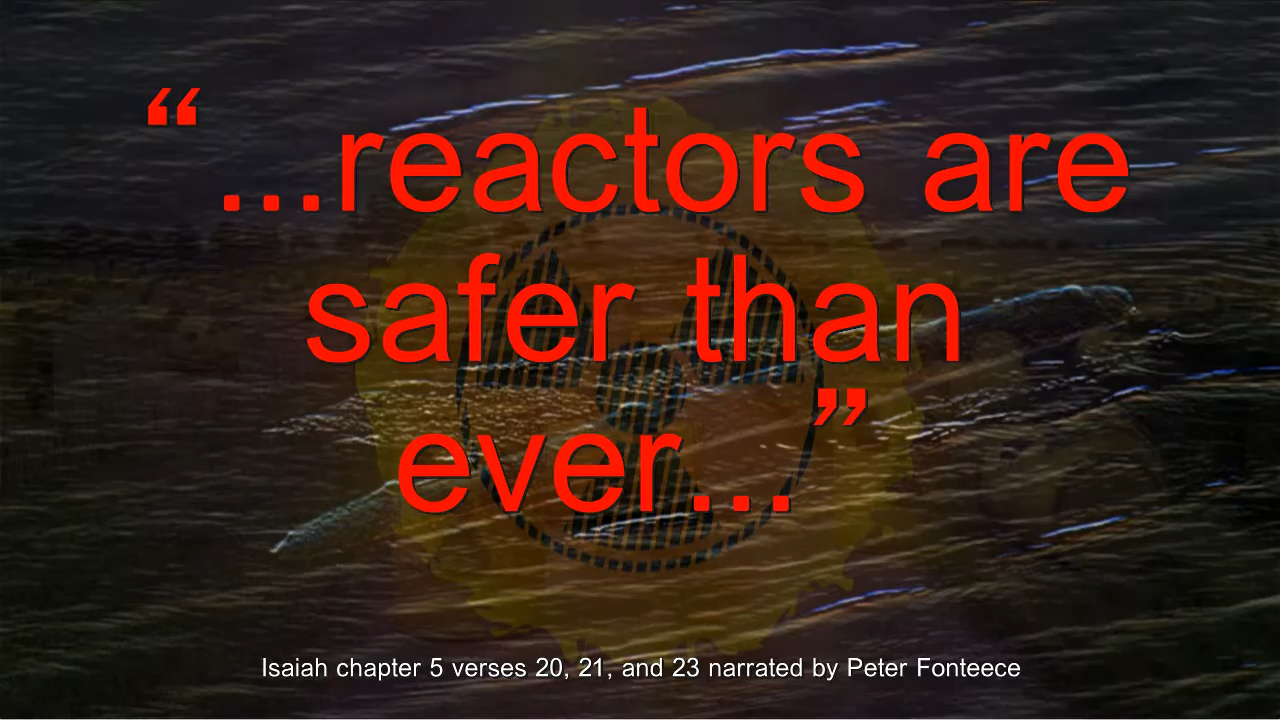 “...reactors are
safer than
ever...”
Isaiah chapter 5 verses 20, 21, and 23 narrated by Peter Fonteece